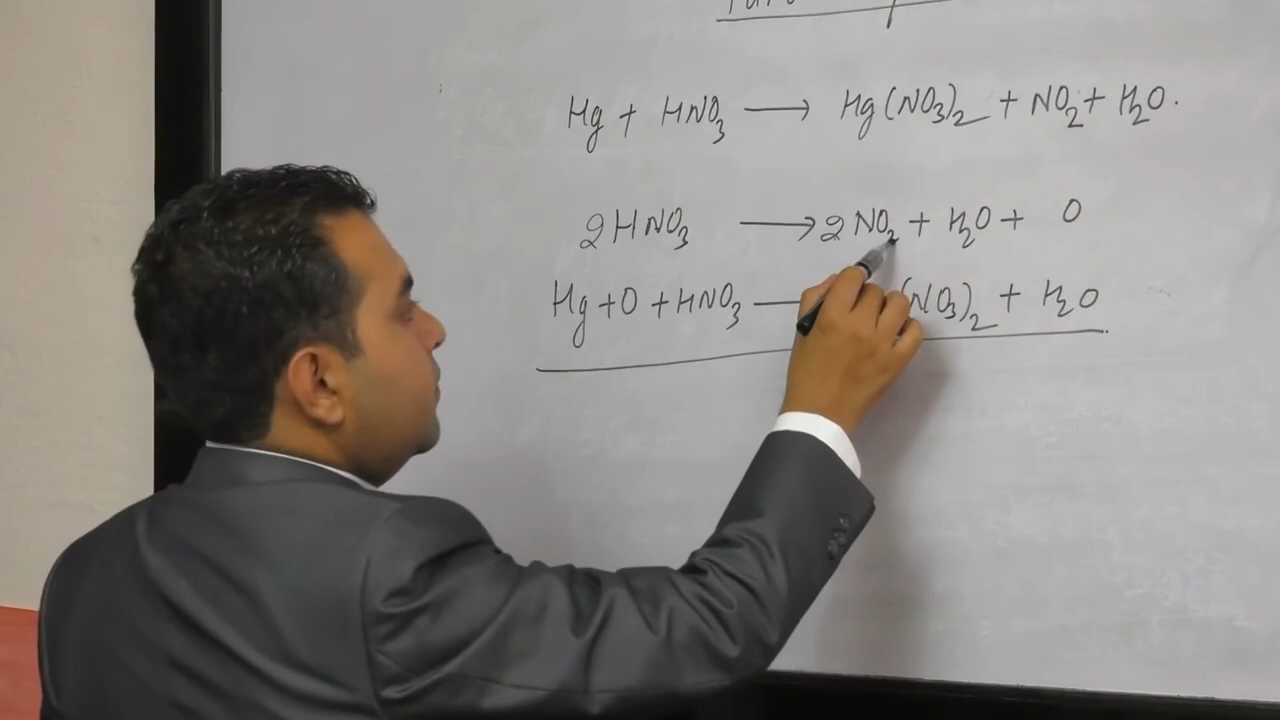 Hg + HNO3 → Hg(NO3)2 + NO2 + H2O.
2HNO3 → 2NO2 + H2O + O
Hg + O + HNO3 → (NO3)2 + H2O